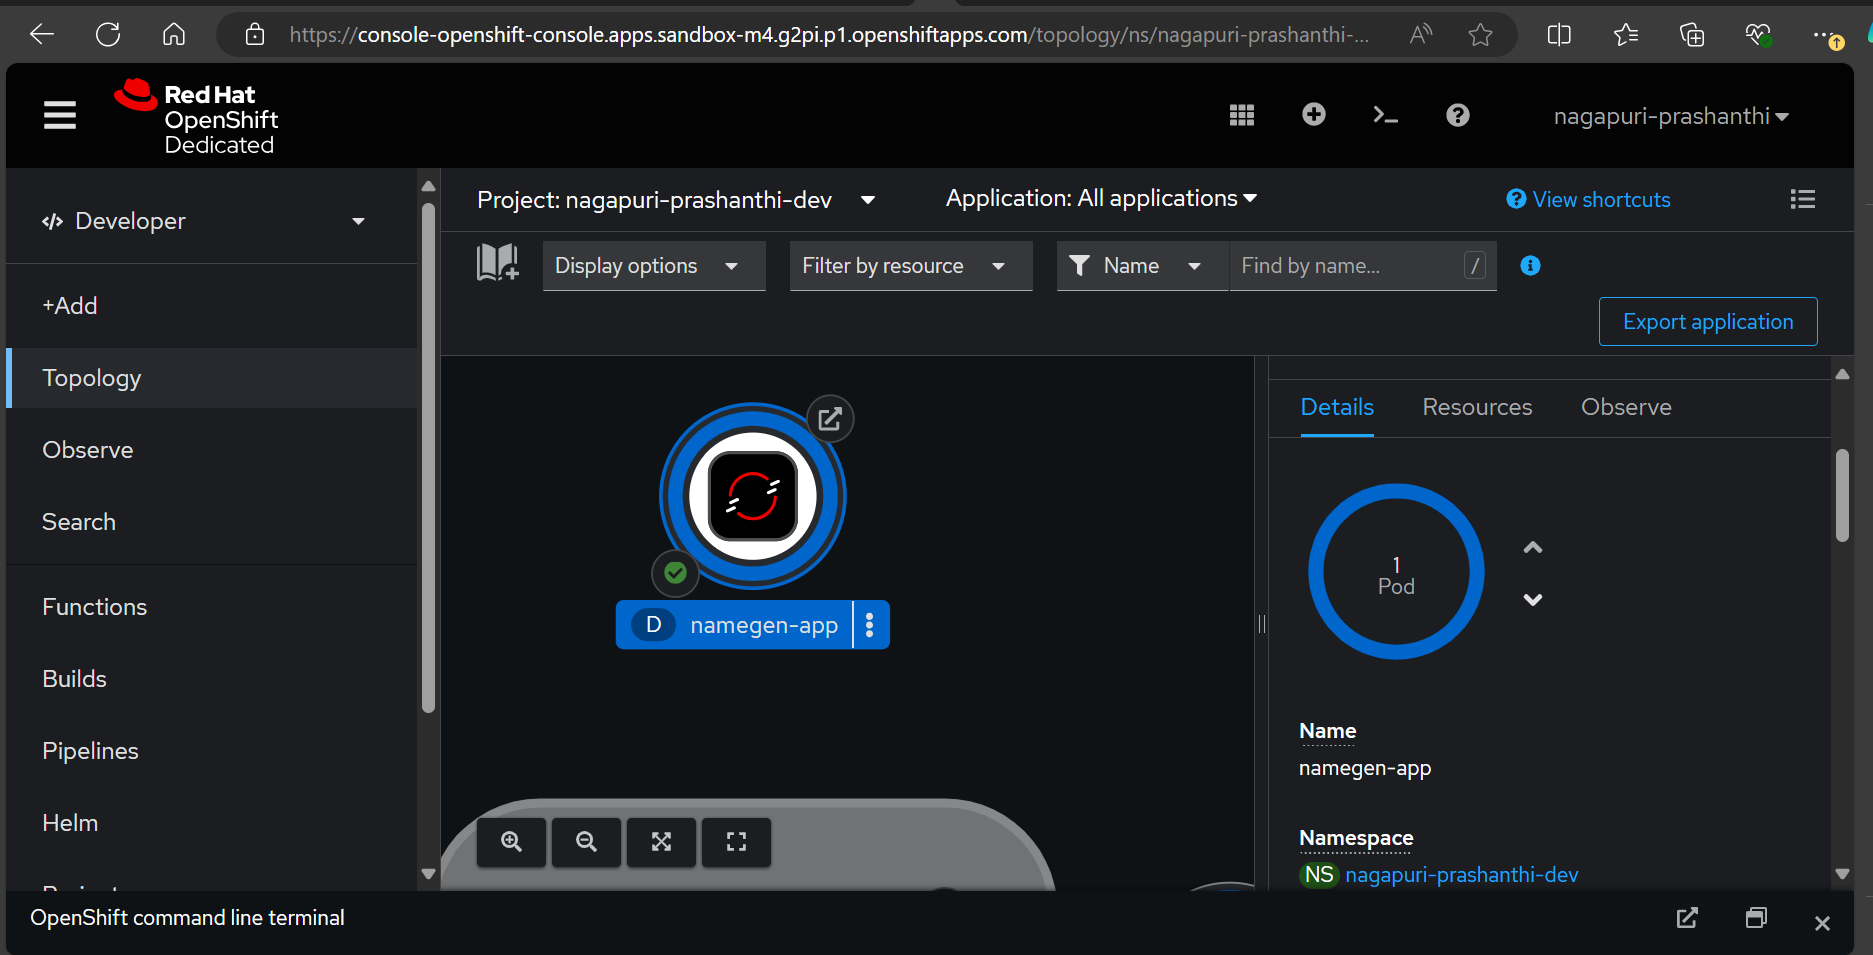 https://console-openshift-console.apps.sandbox-m4.g2pi.p1.openshiftapps.com/topology/ns/nagapuri-prashanthi-...
Red Hat
OpenShift
Dedicated
nagapuri-prashanthi
Developer
+Add
Topology
Observe
Search
Functions
Builds
Pipelines
Helm
Project: nagapuri-prashanthi-dev
Application: All applications
View shortcuts
Display options
Filter by resource
Name
Find by name...
/
Export application
D namegen-app
Details
Resources
Observe
1
Pod
Name
namegen-app
Namespace
NS nagapuri-prashanthi-dev
OpenShift command line terminal